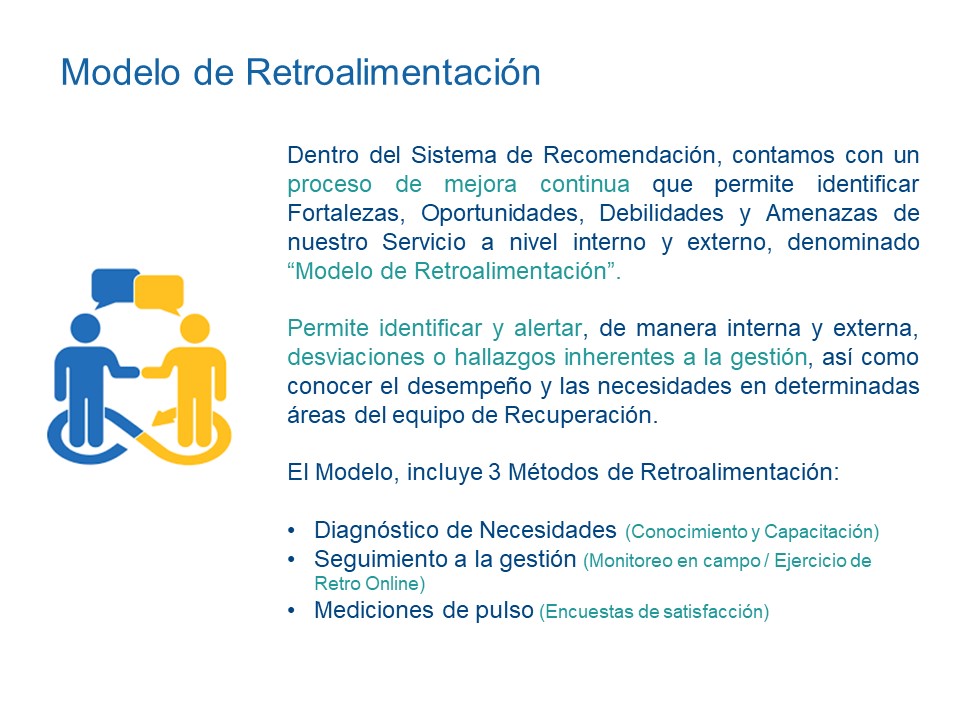 Modelo de Retroalimentación
Dentro del Sistema de Recomendación, contamos con un
proceso de mejora continua que permite identificar
Fortalezas, Oportunidades, Debilidades y Amenazas de
nuestro Servicio a nivel interno y externo, denominado
“Modelo de Retroalimentación”.
Permite identificar y alertar, de manera interna y externa,
desviaciones o hallazgos inherentes a la gestión, así como
conocer el desempeño y las necesidades en determinadas
áreas del equipo de Recuperación.
El Modelo, incluye 3 Métodos de Retroalimentación:
• Diagnóstico de Necesidades (Conocimiento y Capacitación)
• Seguimiento a la gestión (Monitoreo en campo / Ejercicio de
Retro Online)
• Mediciones de pulso (Encuestas de satisfacción)